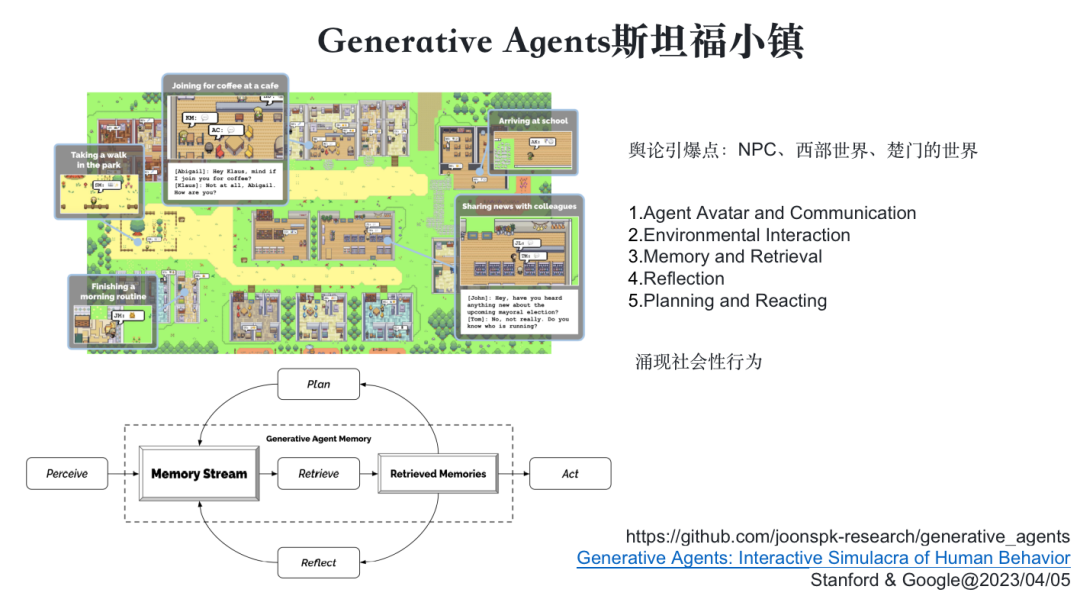 Generative Agents斯坦福小镇
Joining for coffee at a cafe
KM:
AC:
[Abigail]: Hey Klaus, mind if
I join you for coffee?
[Klaus]: Not at all, Abigail.
How are you?
Taking a walk
in the park
Arriving at school
Sharing news with colleagues
[John]: Hey, have you heard
anything new about the
upcoming mayoral election?
[Tom]: No, not really. Do you
know who is running?
Finishing a
morning routine
JM:
舆论引爆点：NPC、西部世界、楚门的世界
1.Agent Avatar and Communication
2.Environmental Interaction
3.Memory and Retrieval
4.Reflection
5.Planning and Reacting
涌现社会性行为
Plan
Generative Agent Memory
Perceive
Memory Stream
Retrieve
Retrieved Memories
Act
Reflect
https://github.com/joonspk-research/generative_agents
Generative Agents: Interactive Simulacra of Human Behavior
Stanford & Google@2023/04/05